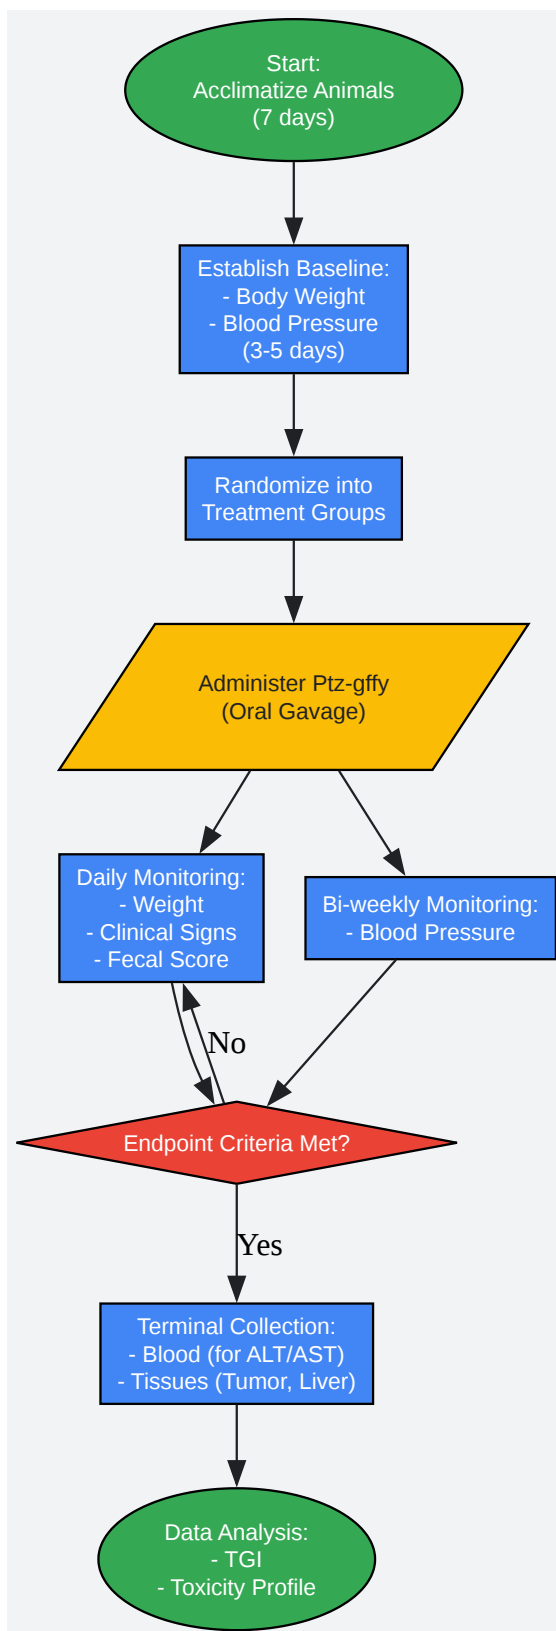 Start:
Acclimatize Animals
(7 days)
Establish Baseline:
- Body Weight
- Blood Pressure
(3-5 days)
Randomize into
Treatment Groups
Administer Ptz-gffy
(Oral Gavage)
Daily Monitoring:
- Weight
- Clinical Signs
- Fecal Score
Bi-weekly Monitoring:
- Blood Pressure
No
Endpoint Criteria Met?
Yes
Terminal Collection:
- Blood (for ALT/AST)
- Tissues (Tumor, Liver)
Data Analysis:
- TGI
- Toxicity Profile